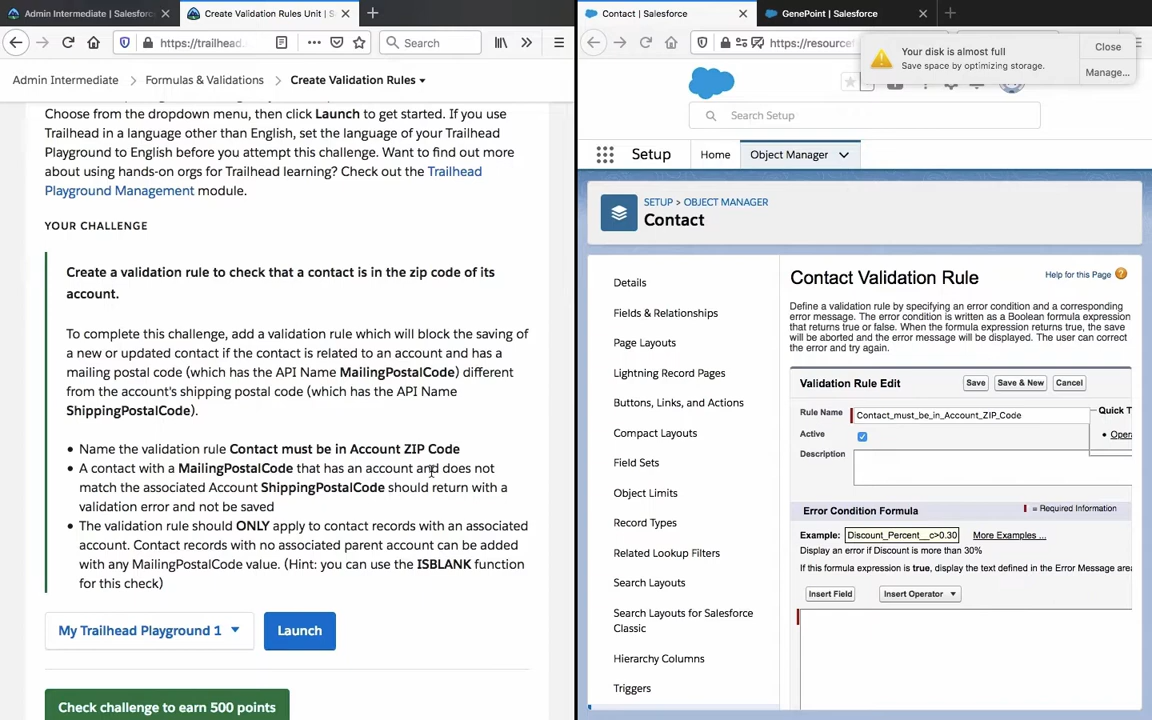 Admin Intermediate | Salesforc
Create Validation Rules Unit | S
Contact | Salesforce
GenePoint | Salesforce
https://trailhead.
Search
https://resource
Your disk is almost full
Save space by optimizing storage.
Close
Manage...
Admin Intermediate
Formulas & Validations
Create Validation Rules
Choose from the dropdown menu, then click Launch to get started. If you use
Trailhead in a language other than English, set the language of your Trailhead
Playground to English before you attempt this challenge. Want to find out more
about using hands-on orgs for Trailhead learning? Check out the Trailhead
Playground Management module.
YOUR CHALLENGE
Create a validation rule to check that a contact is in the zip code of its
account.
To complete this challenge, add a validation rule which will block the saving of
a new or updated contact if the contact is related to an account and has a
mailing postal code (which has the API Name MailingPostalCode) different
from the account's shipping postal code (which has the API Name
ShippingPostalCode).
• Name the validation rule Contact must be in Account ZIP Code
• A contact with a MailingPostalCode that has an account and does not
match the associated Account ShippingPostalCode should return with a
validation error and not be saved
• The validation rule should ONLY apply to contact records with an associated
account. Contact records with no associated parent account can be added
with any MailingPostalCode value. (Hint: you can use the ISBLANK function
for this check)
My Trailhead Playground 1
Launch
Check challenge to earn 500 points
Search Setup
Setup
Home
Object Manager
SETUP > OBJECT MANAGER
Contact
Details
Fields & Relationships
Page Layouts
Lightning Record Pages
Buttons, Links, and Actions
Compact Layouts
Field Sets
Object Limits
Record Types
Related Lookup Filters
Search Layouts
Search Layouts for Salesforce
Classic
Hierarchy Columns
Triggers
Contact Validation Rule
Help for this Page
Define a validation rule by specifying an error condition and a corresponding
error message. The error condition is written as a Boolean formula expression
that returns true or false. When the formula expression returns true, the save
will be aborted and the error message will be displayed. The user can correct
the error and try again.
Validation Rule Edit
Save
Save & New
Cancel
Rule Name
Contact_must_be_in_Account_ZIP_Code
Quick T
Active
• Oper
Description
Error Condition Formula
= Required Information
Example:
Discount_Percent__c>0.30
More Examples ...
Display an error if Discount is more than 30%
If this formula expression is true, display the text defined in the Error Message area
Insert Field
Insert Operator